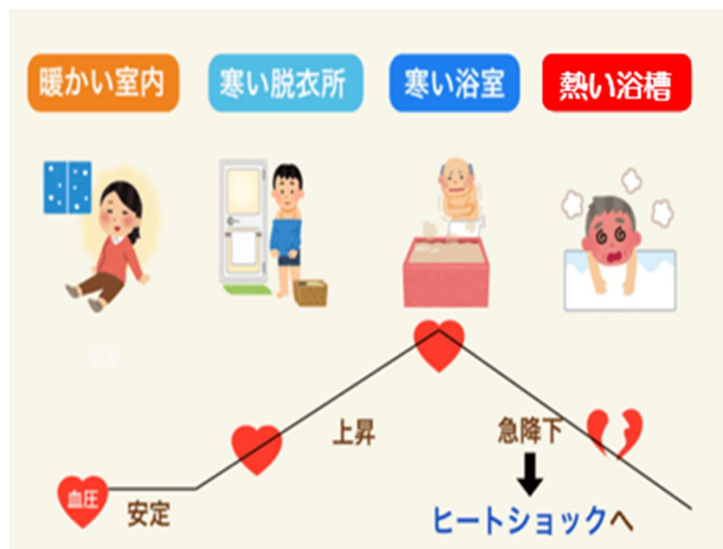 暖かい室内
寒い脱衣所
寒い浴室
熱い浴槽
上昇
急降下
血圧
安定
ヒートショックへ